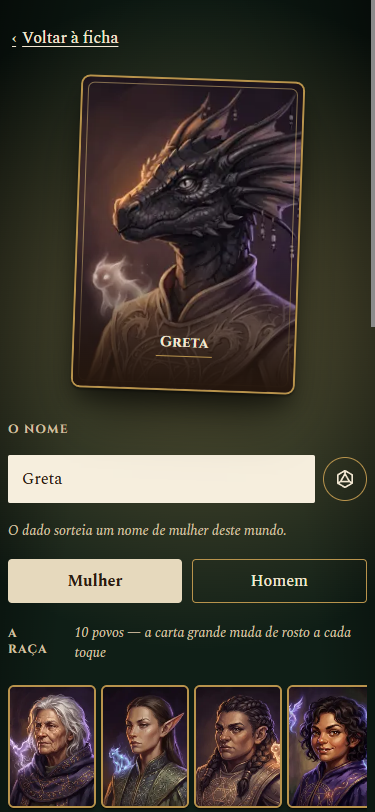 ‹ Voltar à ficha
Greta
O NOME
Greta
O dado sorteia um nome de mulher deste mundo.
Mulher
Homem
A RAÇA
10 povos — a carta grande muda de rosto a cada
toque